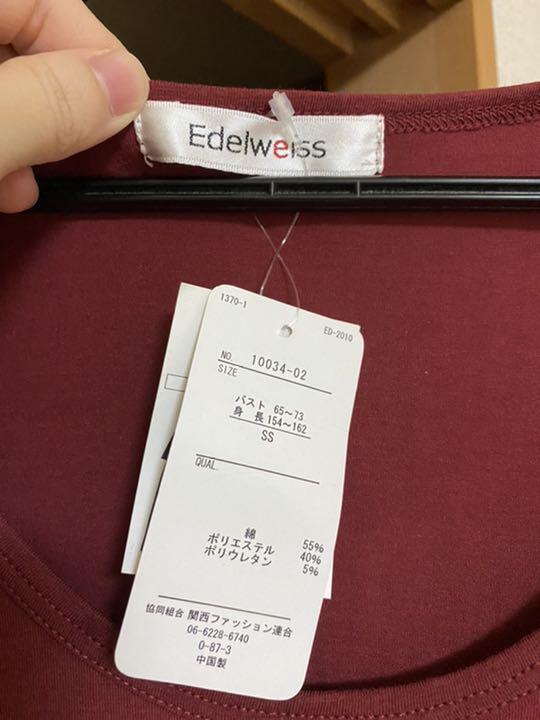 Edelweiss
1370-1
ED-2010
NO. 10034-02
SIZE
バスト 65～73
身 長 154～162
SS
QUAL.
綿 55%
ポリエステル 40%
ポリウレタン 5%
協同組合 関西ファッション連合
06-6228-6740
O-87-3
中国製